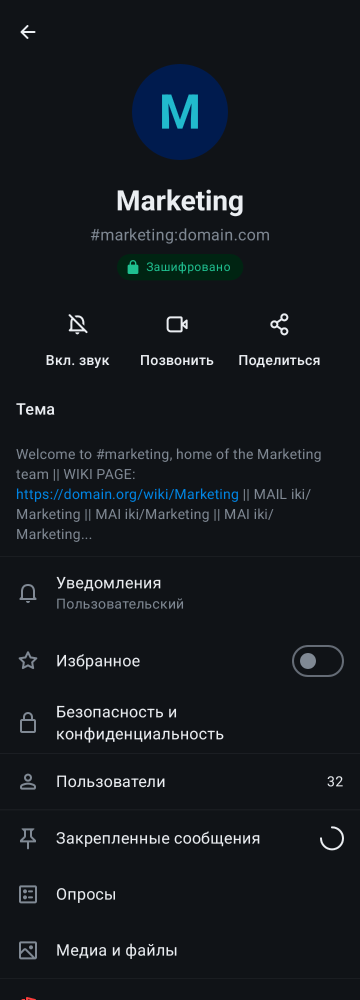 M
Marketing
#marketing:domain.com
Зашифровано
Вкл. звук
Позвонить
Поделиться
Тема
Welcome to #marketing, home of the Marketing
team || WIKI PAGE:
https://domain.org/wiki/Marketing || MAIL iki/
Marketing || MAI iki/Marketing || MAI iki/
Marketing...
Уведомления
Пользовательский
Избранное
Безопасность и
конфиденциальность
Пользователи 32
Закрепленные сообщения
Опросы
Медиа и файлы